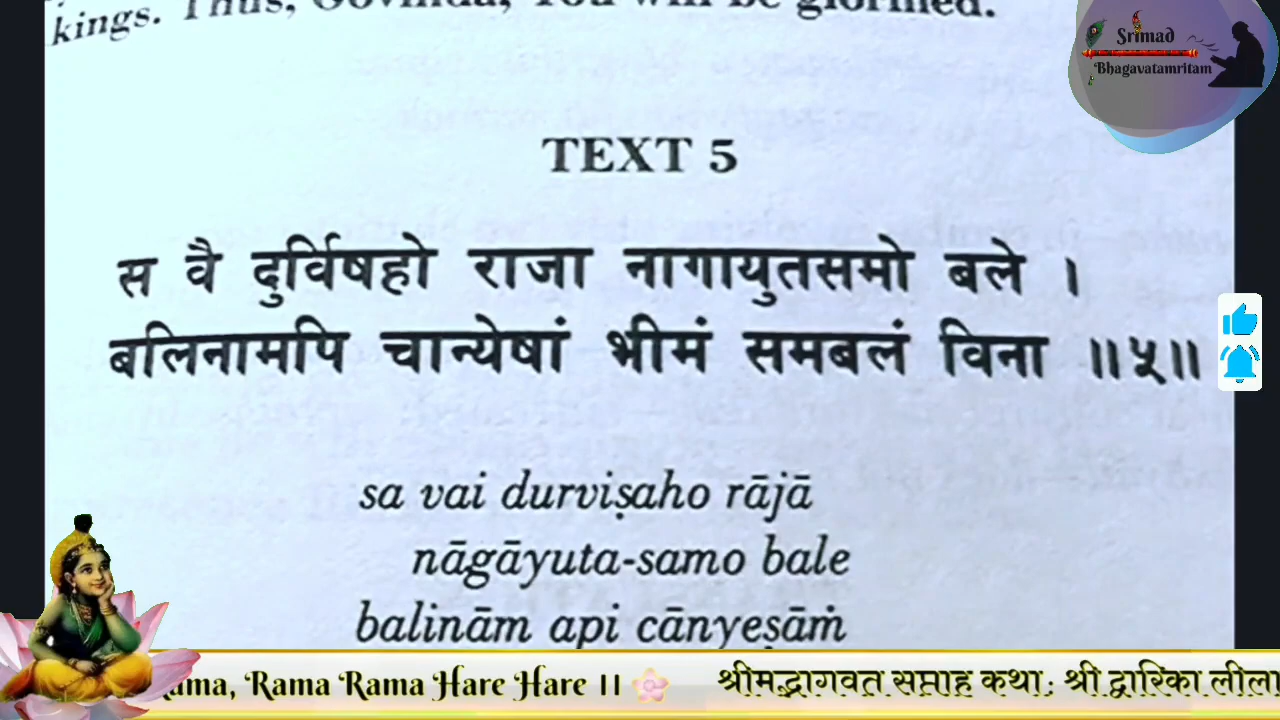 kings. Thus, Govinda, You will be glorified.
Srimad
Bhagavatamritam
TEXT 5
स वै दुर्विषहो राजा नागायुतसमो बले ।
बलिनामपि चान्येषां भीमं समबलं विना ॥५॥
sa vai durviṣaho rājā
nāgāyuta-samo bale
balinām api cānyeṣāṁ
Rama, Rama Rama Hare Hare ।। श्रीमद्भागवत सप्ताह कथा: श्री द्वारिका लीला